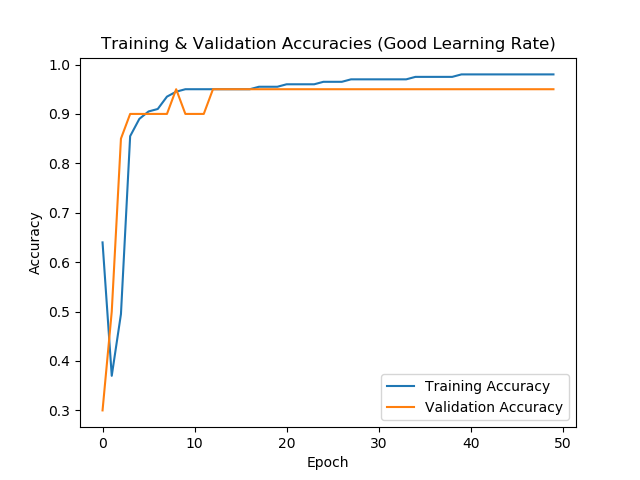 Training & Validation Accuracies (Good Learning Rate)
1.0
0.9
0.8
0.7
0.6
0.5
0.4
0.3
Accuracy
Training Accuracy
Validation Accuracy
0 10 20 30 40 50
Epoch